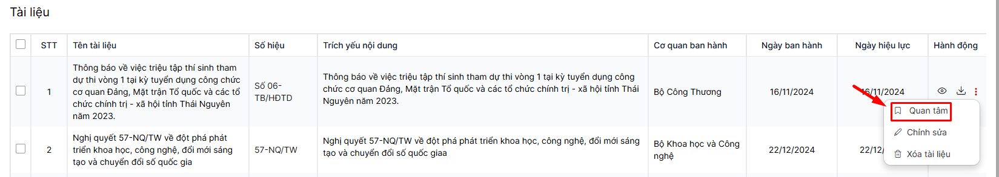 Tài liệu
STT
Tên tài liệu
Số hiệu
Trích yếu nội dung
Cơ quan ban hành
Ngày ban hành
Ngày hiệu lực
Hành động
1
Thông báo về việc triệu tập thí sinh tham
dự thi vòng 1 tại kỳ tuyển dụng công chức
cơ quan Đảng, Mặt trận Tổ quốc và các tổ
chức chính trị - xã hội tỉnh Thái Nguyên
năm 2023.
Số 06-
TB/HĐTD
Thông báo về việc triệu tập thí sinh tham dự thi vòng 1 tại kỳ tuyển dụng công
chức cơ quan Đảng, Mặt trận Tổ quốc và các tổ chức chính trị - xã hội tỉnh Thái
Nguyên năm 2023.
Bộ Công Thương
16/11/2024
16/11/2024
Quan tâm
Chỉnh sửa
Xóa tài liệu
2
Nghị quyết 57-NQ/TW về đột phá phát
triển khoa học, công nghệ, đổi mới sáng
tạo và chuyển đổi số quốc gia
57-NQ/TW
Nghị quyết 57-NQ/TW về đột phá phát triển khoa học, công nghệ, đổi mới sáng
tạo và chuyển đổi số quốc giaa
Bộ Khoa học và Công
nghệ
22/12/2024
22/12/